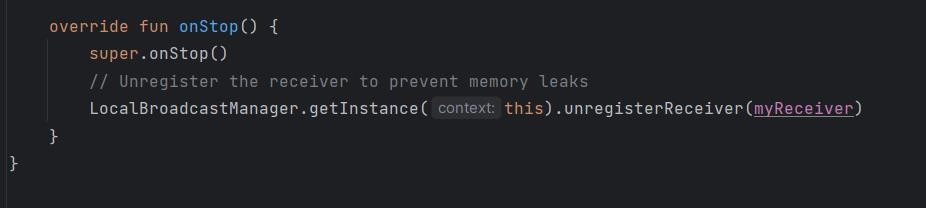 override fun onStop() {
super.onStop()
// Unregister the receiver to prevent memory leaks
LocalBroadcastManager.getInstance( context: this).unregisterReceiver(myReceiver)
}
}